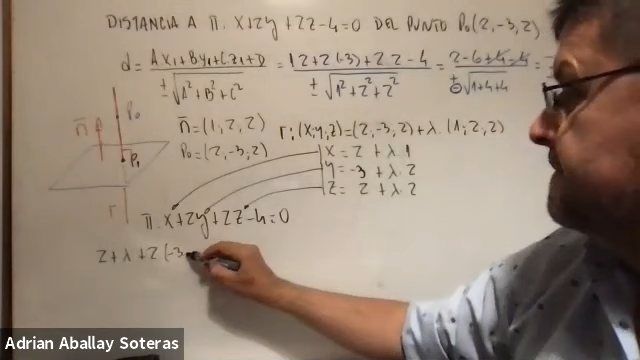 DISTANCIA A π. X+2y+2Z-4=0 DEL PUNTO P₀(2,-3,2)
d = Ax₁+By₁+Cz₁+D / ±√A²+B²+C² = 1.2+2.(-3)+2.2-4 / ±√1²+2²+2² = 2-6+4-4 / ±√1+4+4 =
P₀
n̄
n̄=(1,2,2)
r: (X,y,z)=(2,-3,2)+λ.(1,2,2)
P₁
P₀=(2,-3,2)
X = 2 + λ.1
y = -3 + λ.2
Z = 2 + λ.2
r
π. X+2y+2Z-4=0
2+λ+2(-3
Adrian Aballay Soteras